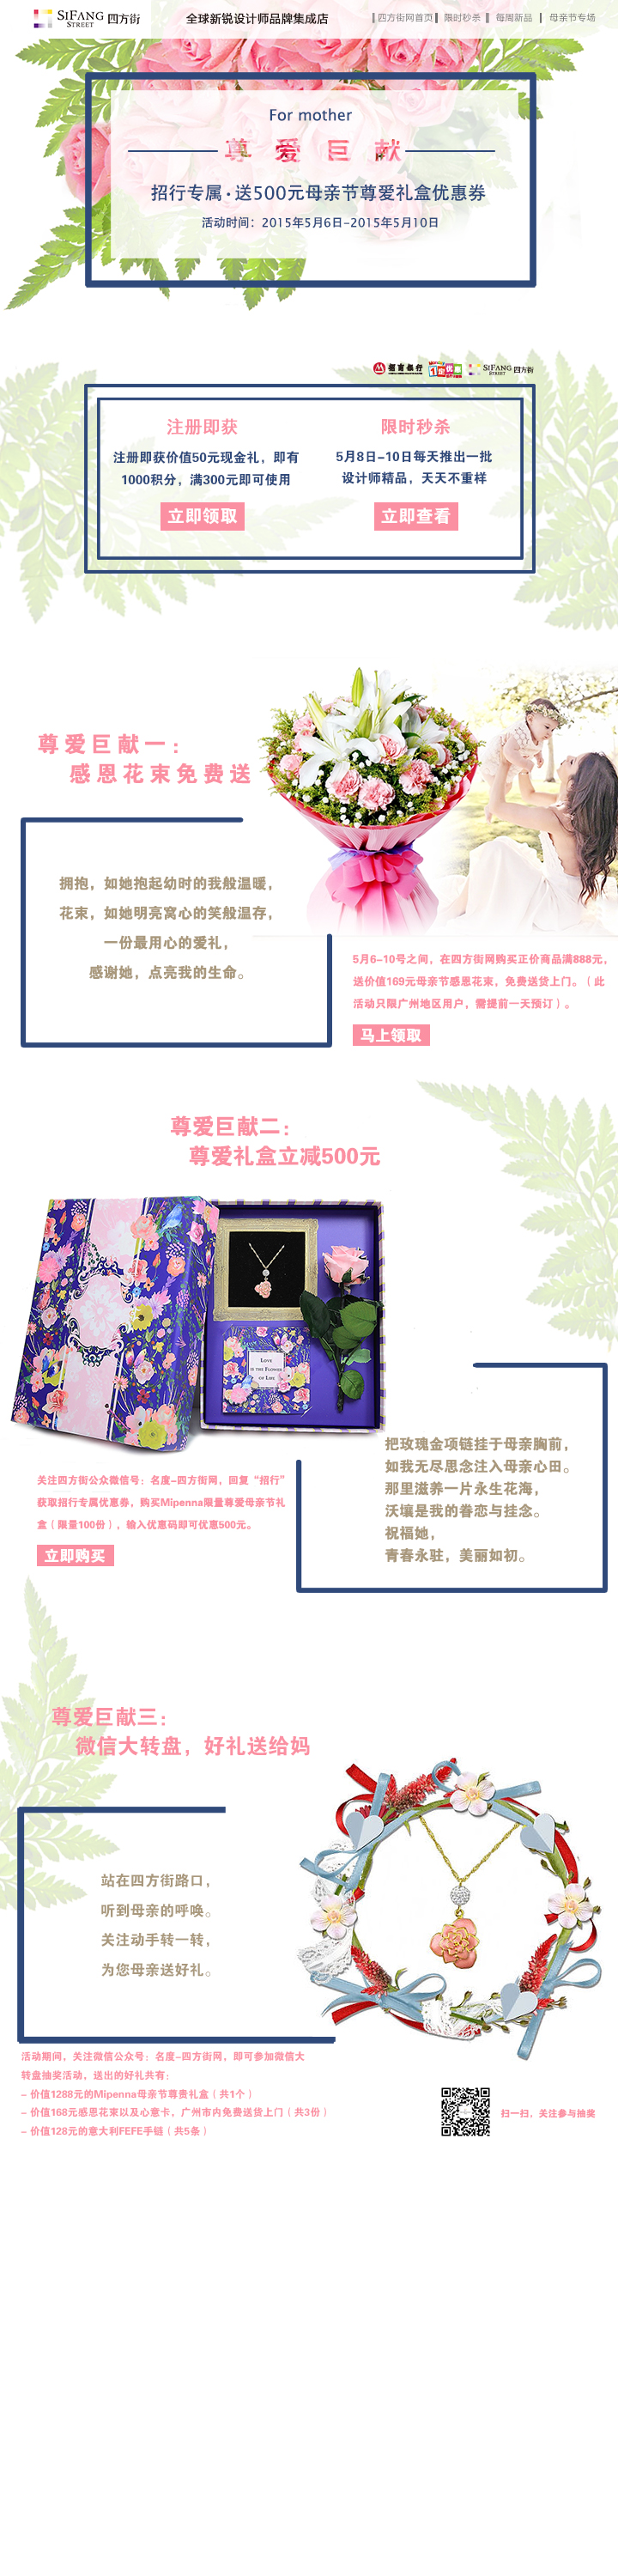 SIFANG STREET 四方街
全球新锐设计师品牌集成店
四方街网首页 限时秒杀 每周新品 母亲节专场
For mother
尊爱巨献
招行专属·送500元母亲节尊爱礼盒优惠券
活动时间：2015年5月6日-2015年5月10日
招商银行
SIFANG STREET 四方街
注册即获
注册即获价值50元现金礼，即有
1000积分，满300元即可使用
立即领取
限时秒杀
5月8日-10日每天推出一批
设计师精品，天天不重样
立即查看
尊爱巨献一：
感恩花束免费送
拥抱，如她抱起幼时的我般温暖，
花束，如她明亮窝心的笑般温存，
一份最用心的爱礼，
感谢她，点亮我的生命。
5月6-10号之间，在四方街网购买正价商品满888元，
送价值169元母亲节感恩花束，免费送货上门。（此
活动只限广州地区用户，需提前一天预订）。
马上领取
尊爱巨献二：
尊爱礼盒立减500元
LOVE
IS THE FLOWER
OF LIFE
关注四方街公众微信号：名度-四方街网，回复“招行”
获取招行专属优惠券，购买Mipenna限量尊爱母亲节礼
盒（限量100份），输入优惠码即可优惠500元。
立即购买
把玫瑰金项链挂于母亲胸前，
如我无尽思念注入母亲心田。
那里滋养一片永生花海，
沃壤是我的眷恋与挂念。
祝福她，
青春永驻，美丽如初。
尊爱巨献三：
微信大转盘，好礼送给妈
站在四方街路口，
听到母亲的呼唤。
关注动手转一转，
为您母亲送好礼。
活动期间，关注微信公众号：名度-四方街网，即可参加微信大
转盘抽奖活动，送出的好礼共有：
- 价值1288元的Mipenna母亲节尊贵礼盒（共1个）
- 价值168元感恩花束以及心意卡，广州市内免费送货上门（共3份）
- 价值128元的意大利FEFE手链（共5条）
扫一扫，关注参与抽奖